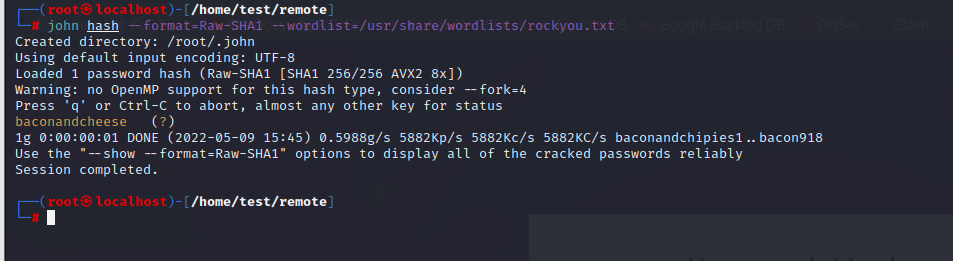 ┌──(root㉿localhost)-[/home/test/remote]
└─# john hash --format=Raw-SHA1 --wordlist=/usr/share/wordlists/rockyou.txt
DB Google Hacking DB OffSec Clash
Created directory: /root/.john
Using default input encoding: UTF-8
Loaded 1 password hash (Raw-SHA1 [SHA1 256/256 AVX2 8x])
Warning: no OpenMP support for this hash type, consider --fork=4
Press 'q' or Ctrl-C to abort, almost any other key for status
baconandcheese   (?)
1g 0:00:00:01 DONE (2022-05-09 15:45) 0.5988g/s 5882Kp/s 5882Kc/s 5882KC/s baconandchipies1..bacon918
Use the "--show --format=Raw-SHA1" options to display all of the cracked passwords reliably
Session completed.
┌──(root㉿localhost)-[/home/test/remote]
└─#